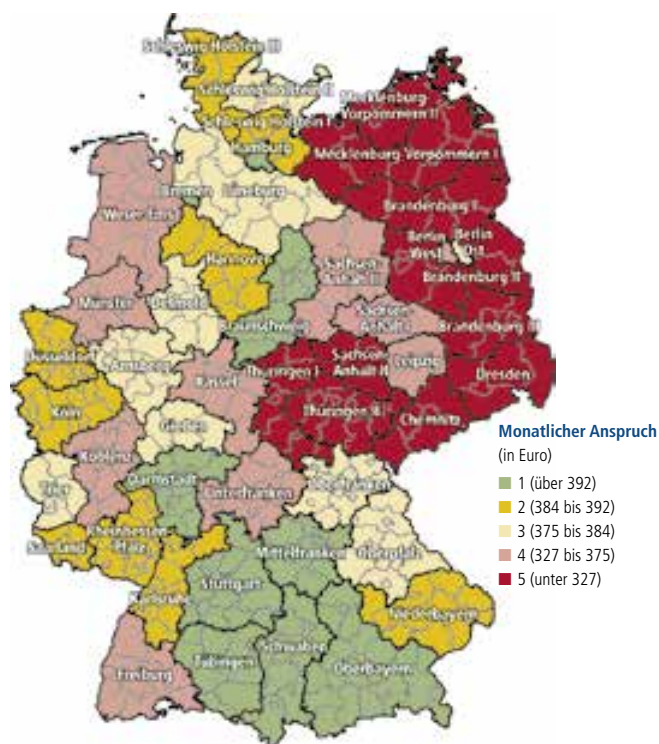 Schleswig Holstein III
Schleswig Holstein II
Mecklenburg-
Vorpommern II
Schleswig Holstein I
Hamburg
Mecklenburg-Vorpommern I
Bremen
Lüneburg
Weser-Ems
Brandenburg I
Berlin
West
Berlin
Ost
Hannover
Sachsen-
Anhalt
Brandenburg II
Münster
Detmold
Sachsen-
Anhalt I
Braunschweig
Brandenburg III
Düsseldorf
Arnsberg
Kassel
Thüringen I
Sachsen-
Anhalt II
Leipzig
Dresden
Köln
Gießen
Thüringen II
Chemnitz
Koblenz
Monatlicher Anspruch
(in Euro)
1 (über 392)
2 (384 bis 392)
3 (375 bis 384)
4 (327 bis 375)
5 (unter 327)
Trier
Darmstadt
Unterfranken
Oberfranken
Saarland
Rheinhessen-
Pfalz
Mittelfranken
Oberpfalz
Stuttgart
Karlsruhe
Niederbayern
Schwaben
Freiburg
Tübingen
Oberbayern